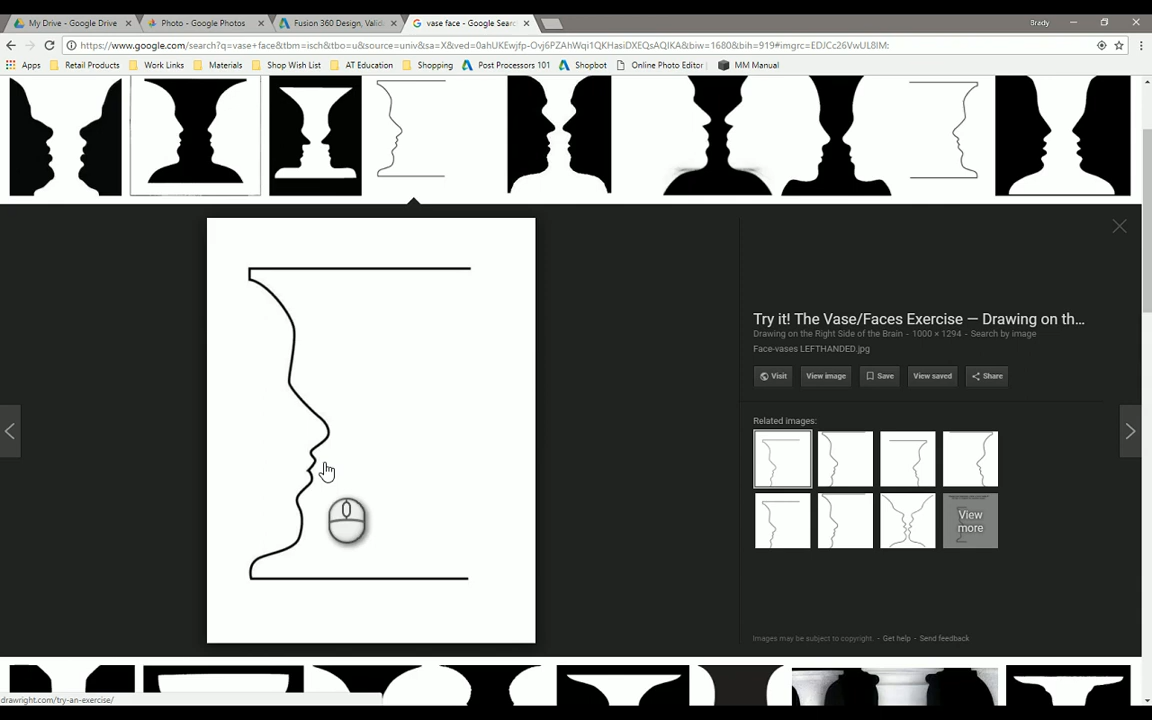 My Drive - Google Drive
Photo - Google Photos
Fusion 360 Design, Valid
vase face - Google Searc
Brady
https://www.google.com/search?q=vase+face&tbm=isch&tbo=u&source=univ&sa=X&ved=0ahUKEwjfp-Ovj6PZAhWqi1QKHasiDXEQsAQIKA&biw=1680&bih=919#imgrc=EDJCc26VwUL8IM:
Apps
Retail Products
Work Links
Materials
Shop Wish List
AT Education
Shopping
Post Processors 101
Shopbot
Online Photo Editor
MM Manual
Try it! The Vase/Faces Exercise — Drawing on th...
Drawing on the Right Side of the Brain - 1000 × 1294 - Search by image
Face-vases LEFTHANDED.jpg
Visit
View image
Save
View saved
Share
Related images:
View more
Images may be subject to copyright. - Get help - Send feedback
drawright.com/try-an-exercise/